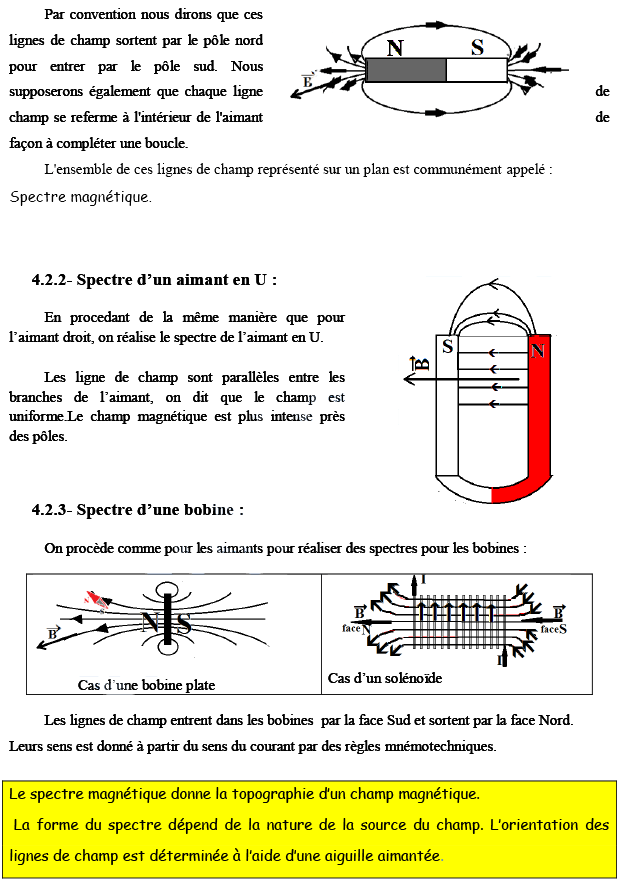 Par convention nous dirons que ces
lignes de champ sortent par le pôle nord
pour entrer par le pôle sud. Nous
supposerons également que chaque ligne de
champ se referme à l'intérieur de l'aimant de
façon à compléter une boucle.
N S
B
L'ensemble de ces lignes de champ représenté sur un plan est communément appelé :
Spectre magnétique.
4.2.2- Spectre d'un aimant en U :
En procedant de la même manière que pour
l'aimant droit, on réalise le spectre de l'aimant en U.
Les ligne de champ sont parallèles entre les
branches de l'aimant, on dit que le champ est
uniforme.Le champ magnétique est plus intense près
des pôles.
S N
B
4.2.3- Spectre d'une bobine :
On procède comme pour les aimants pour réaliser des spectres pour les bobines :
N S
B
Cas d'une bobine plate
I
B B
face N face S
I
Cas d'un solénoïde
Les lignes de champ entrent dans les bobines par la face Sud et sortent par la face Nord.
Leurs sens est donné à partir du sens du courant par des règles mnémotechniques.
Le spectre magnétique donne la topographie d'un champ magnétique.
La forme du spectre dépend de la nature de la source du champ. L'orientation des
lignes de champ est déterminée à l'aide d'une aiguille aimantée.